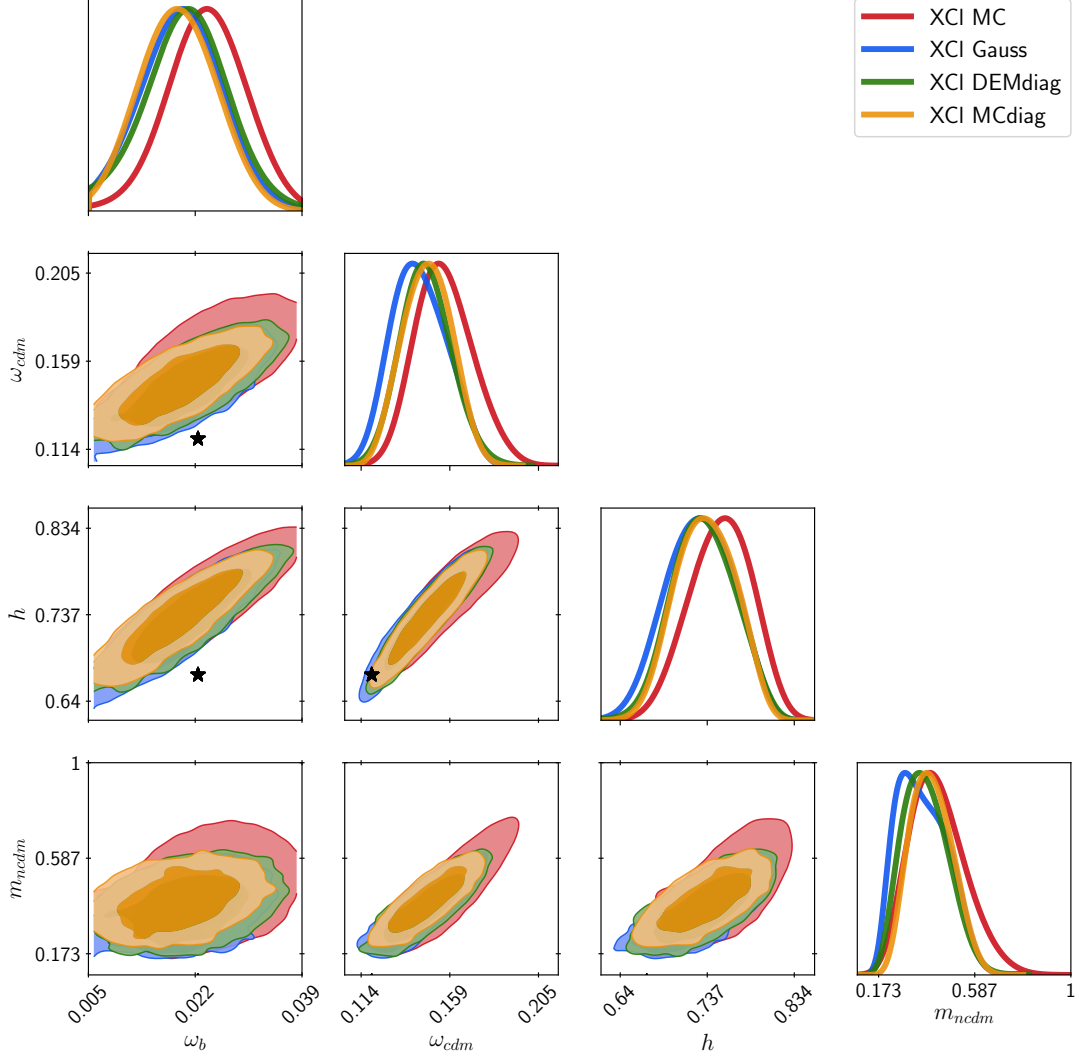 XCI MC
XCI Gauss
XCI DEMdiag
XCI MCdiag
0.205
0.159
0.114
ω_cdm
0.834
0.737
0.64
h
1
0.587
0.173
m_ncdm
0.005
0.022
0.039
ω_b
0.114
0.159
0.205
ω_cdm
0.64
0.737
0.834
h
0.173
0.587
1
m_ncdm